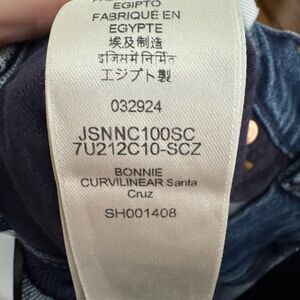 EGIPTO
FABRIQUÉ EN
EGYPTE
埃及制造
इजिप्त में निर्मित
エジプト製
032924
JSNNC100SC
7U212C10-SCZ
BONNIE
CURVILINEAR Santa
Cruz
SH001408